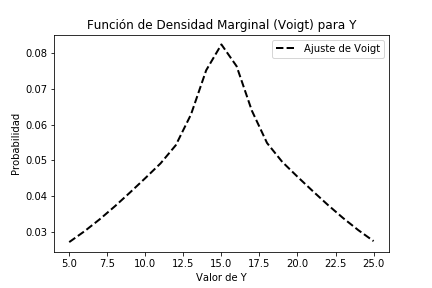 Función de Densidad Marginal (Voigt) para Y
Ajuste de Voigt
Probabilidad
0.08
0.07
0.06
0.05
0.04
0.03
5.0 7.5 10.0 12.5 15.0 17.5 20.0 22.5 25.0
Valor de Y